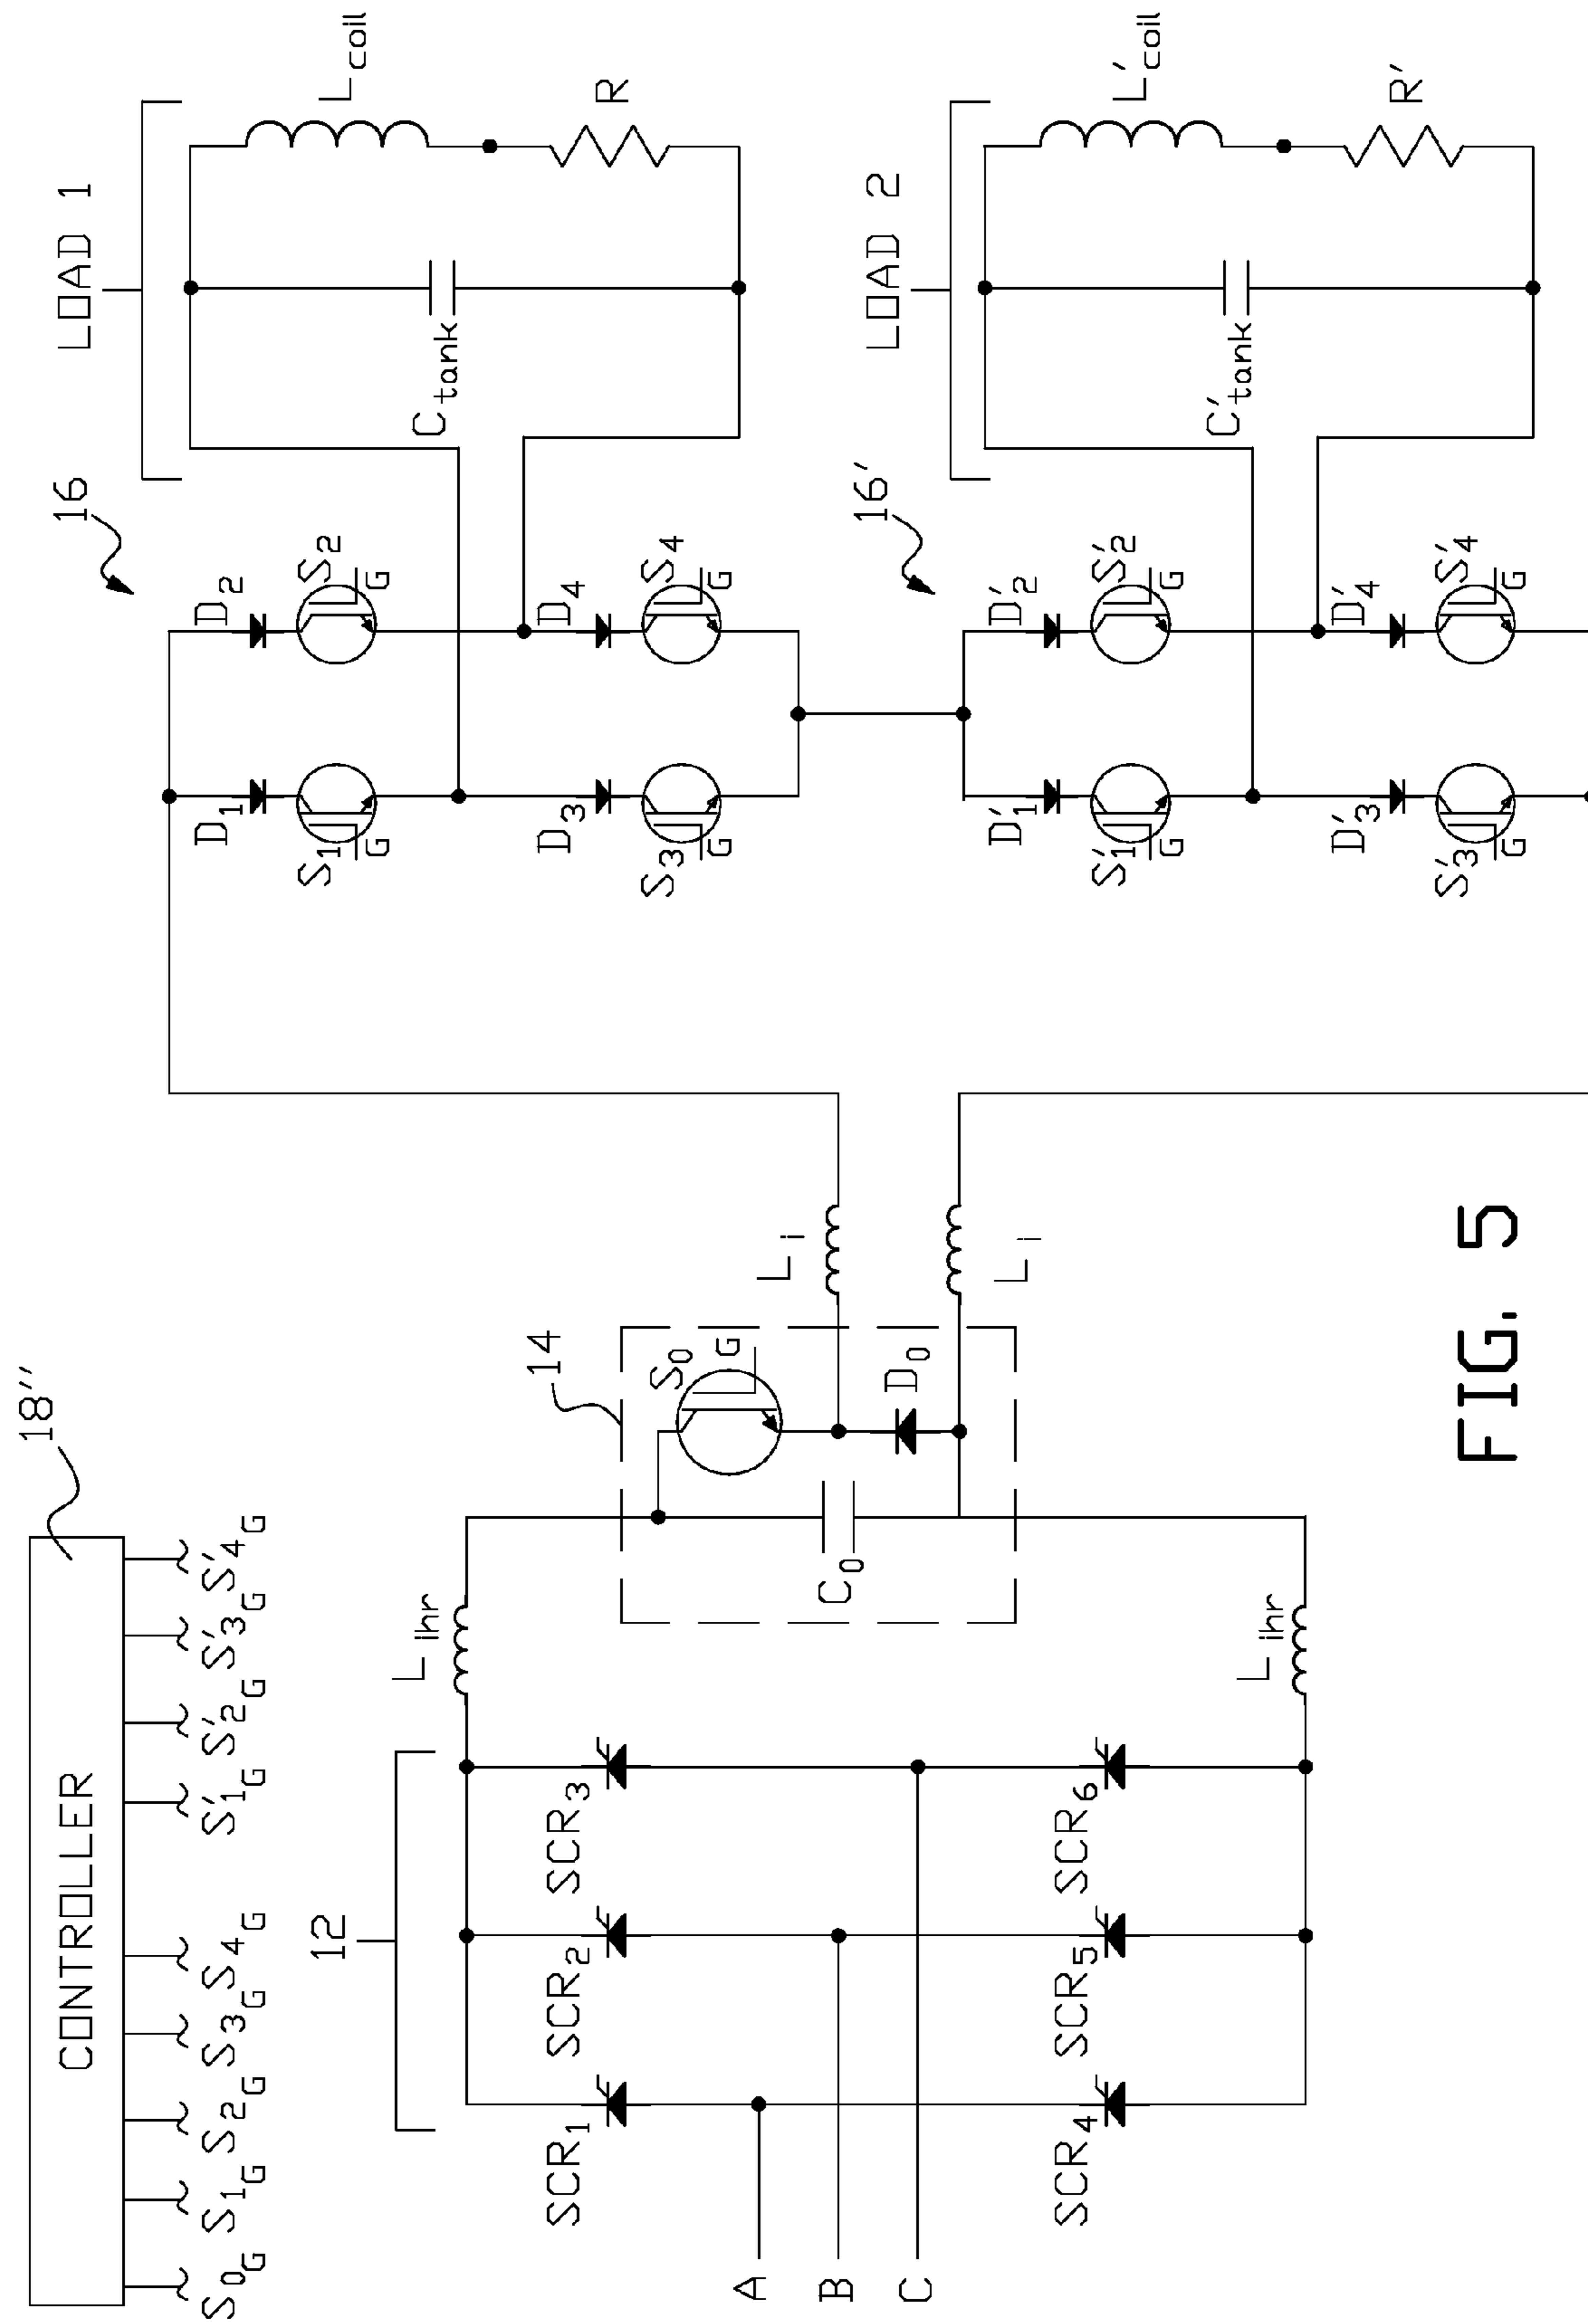 CONTROLLER
18''
S0G
S1G
S2G
S3G
S4G
S'1G
S'2G
S'3G
S'4G
12
SCR1
SCR2
SCR3
SCR4
SCR5
SCR6
A
B
C
Lihr
Lihr
14
S0
G
C0
D0
Li
Li
16
D1
S1
G
D2
S2
G
D3
S3
G
D4
S4
G
LOAD 1
Ctank
Lcoil
R
16'
D'1
S'1
G
D'2
S'2
G
D'3
S'3
G
D'4
S'4
G
LOAD 2
C'tank
L'coil
R'
FIG. 5